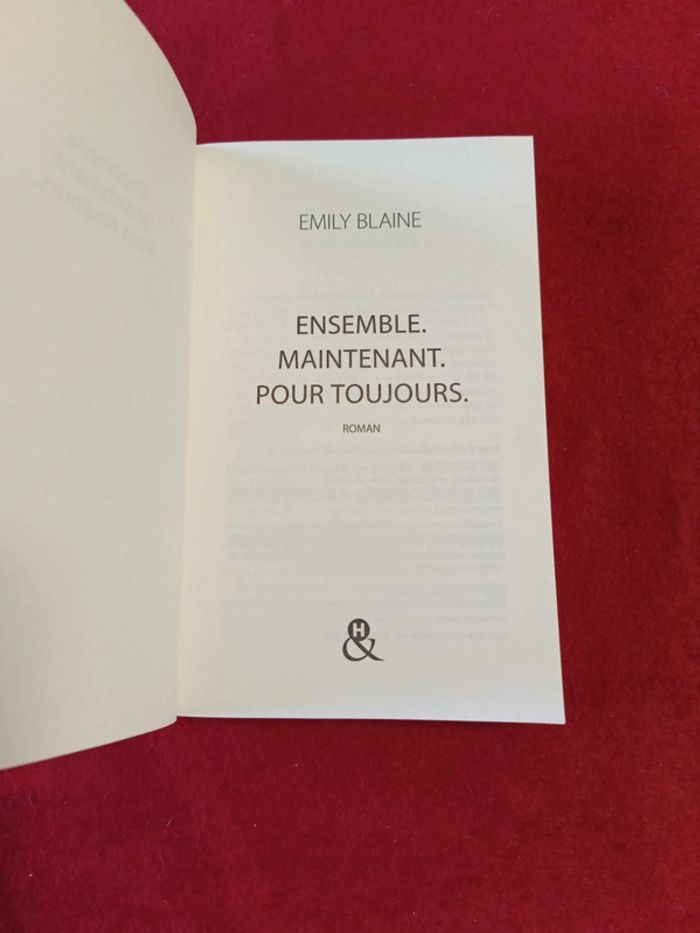 EMILY BLAINE
ENSEMBLE.
MAINTENANT.
POUR TOUJOURS.
ROMAN
H
&